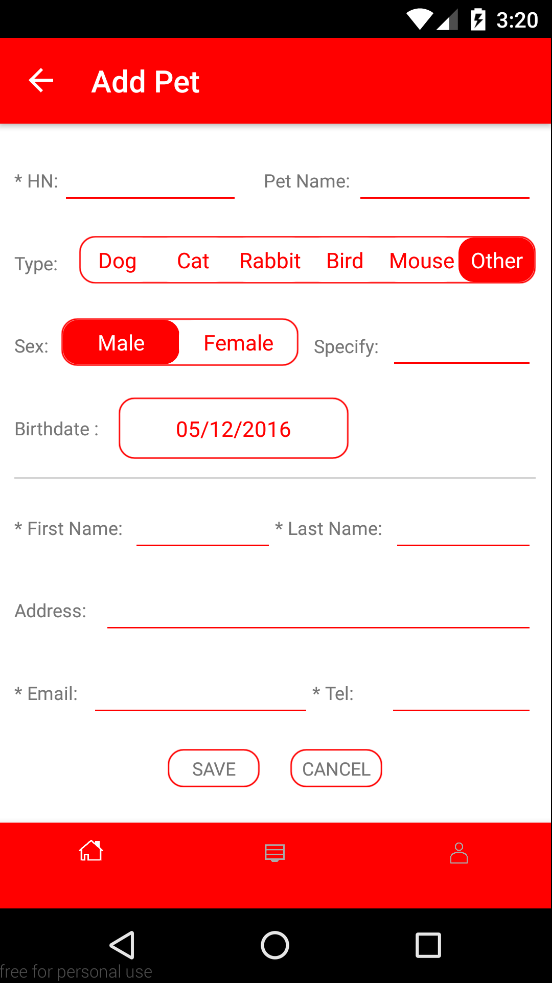 3:20
Add Pet
* HN: Pet Name:
Type: Dog Cat Rabbit Bird Mouse Other
Sex: Male Female Specify:
Birthdate : 05/12/2016
* First Name: * Last Name:
Address:
* Email: * Tel:
SAVE CANCEL
free for personal use